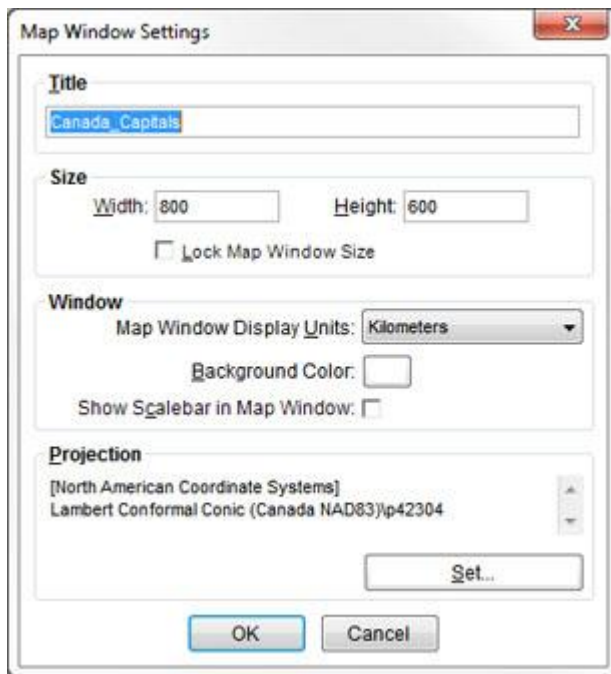 Map Window Settings
Title
Canada_Capitals
Size
Width: 800 Height: 600
Lock Map Window Size
Window
Map Window Display Units: Kilometers
Background Color:
Show Scalebar in Map Window:
Projection
[North American Coordinate Systems]
Lambert Conformal Conic (Canada NAD83)\p42304
Set...
OK Cancel